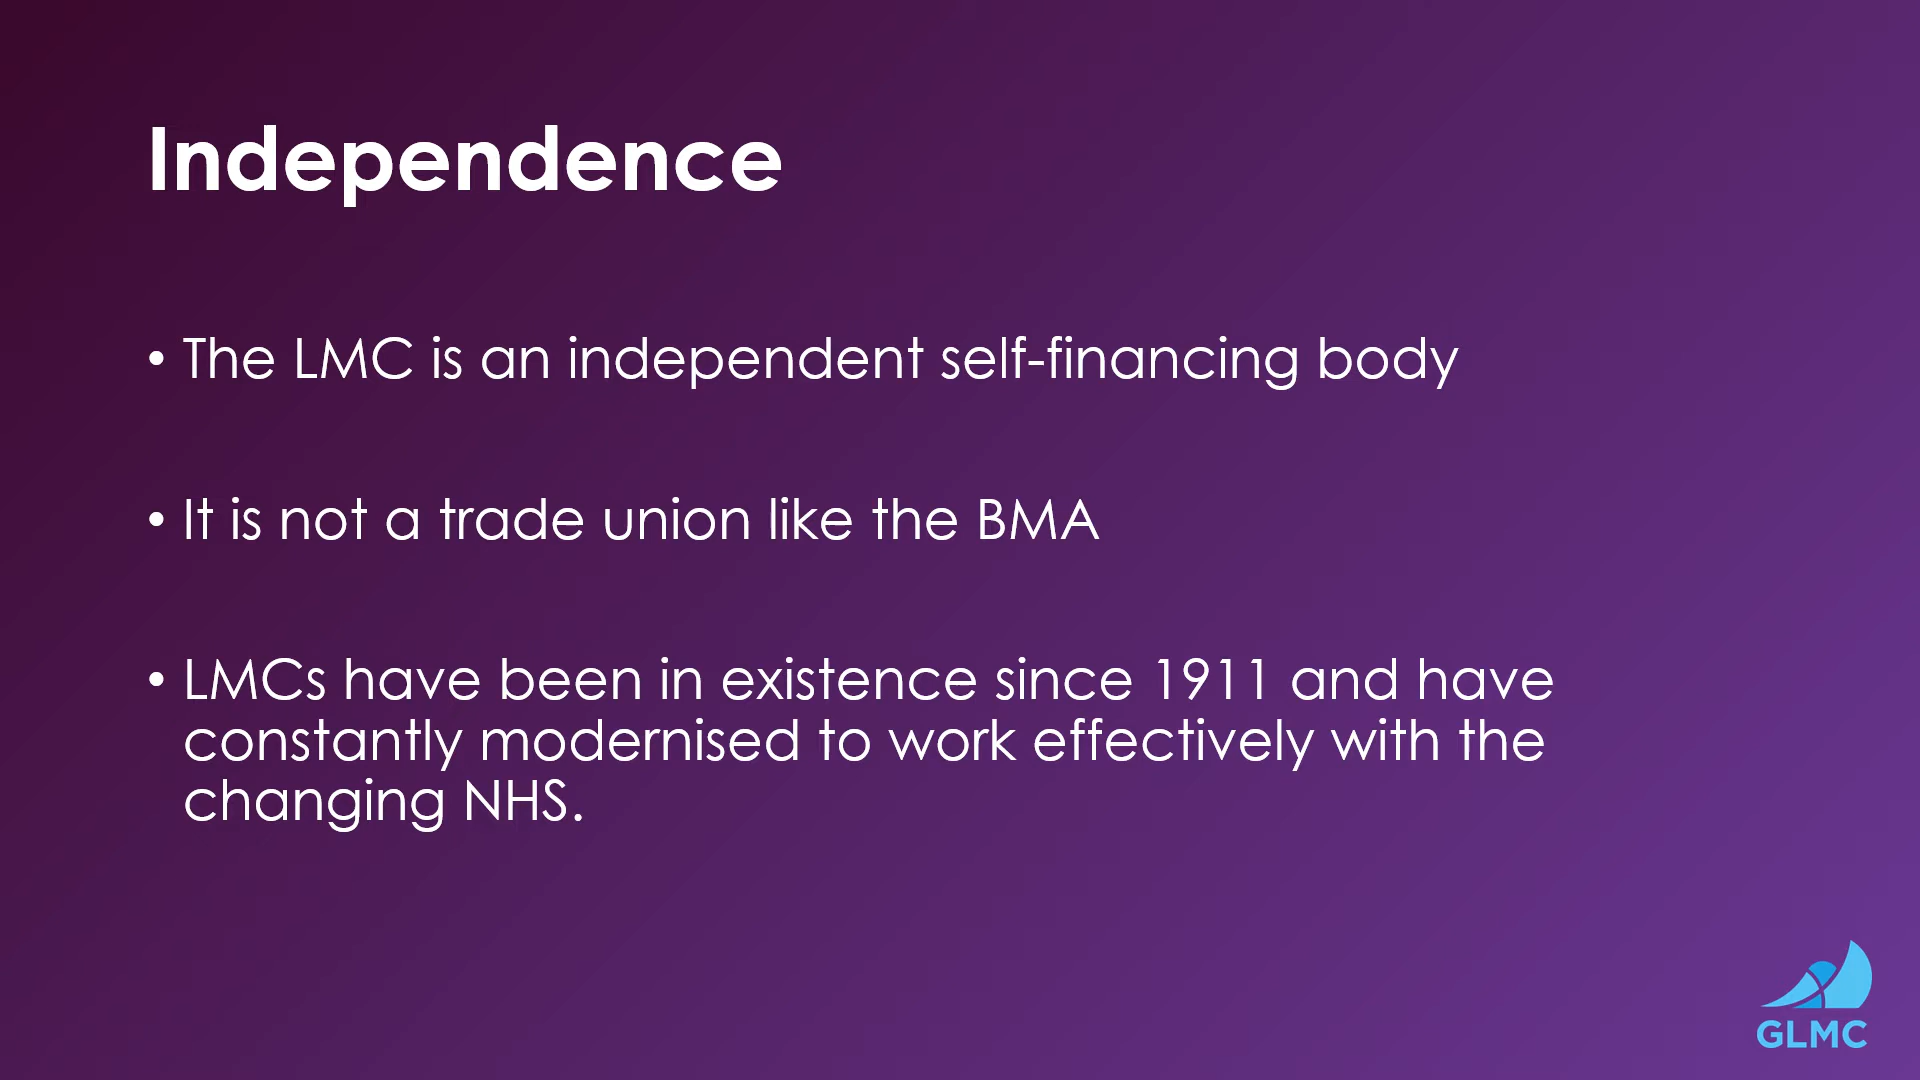 Independence
• The LMC is an independent self-financing body
• It is not a trade union like the BMA
• LMCs have been in existence since 1911 and have
constantly modernised to work effectively with the
changing NHS.
GLMC